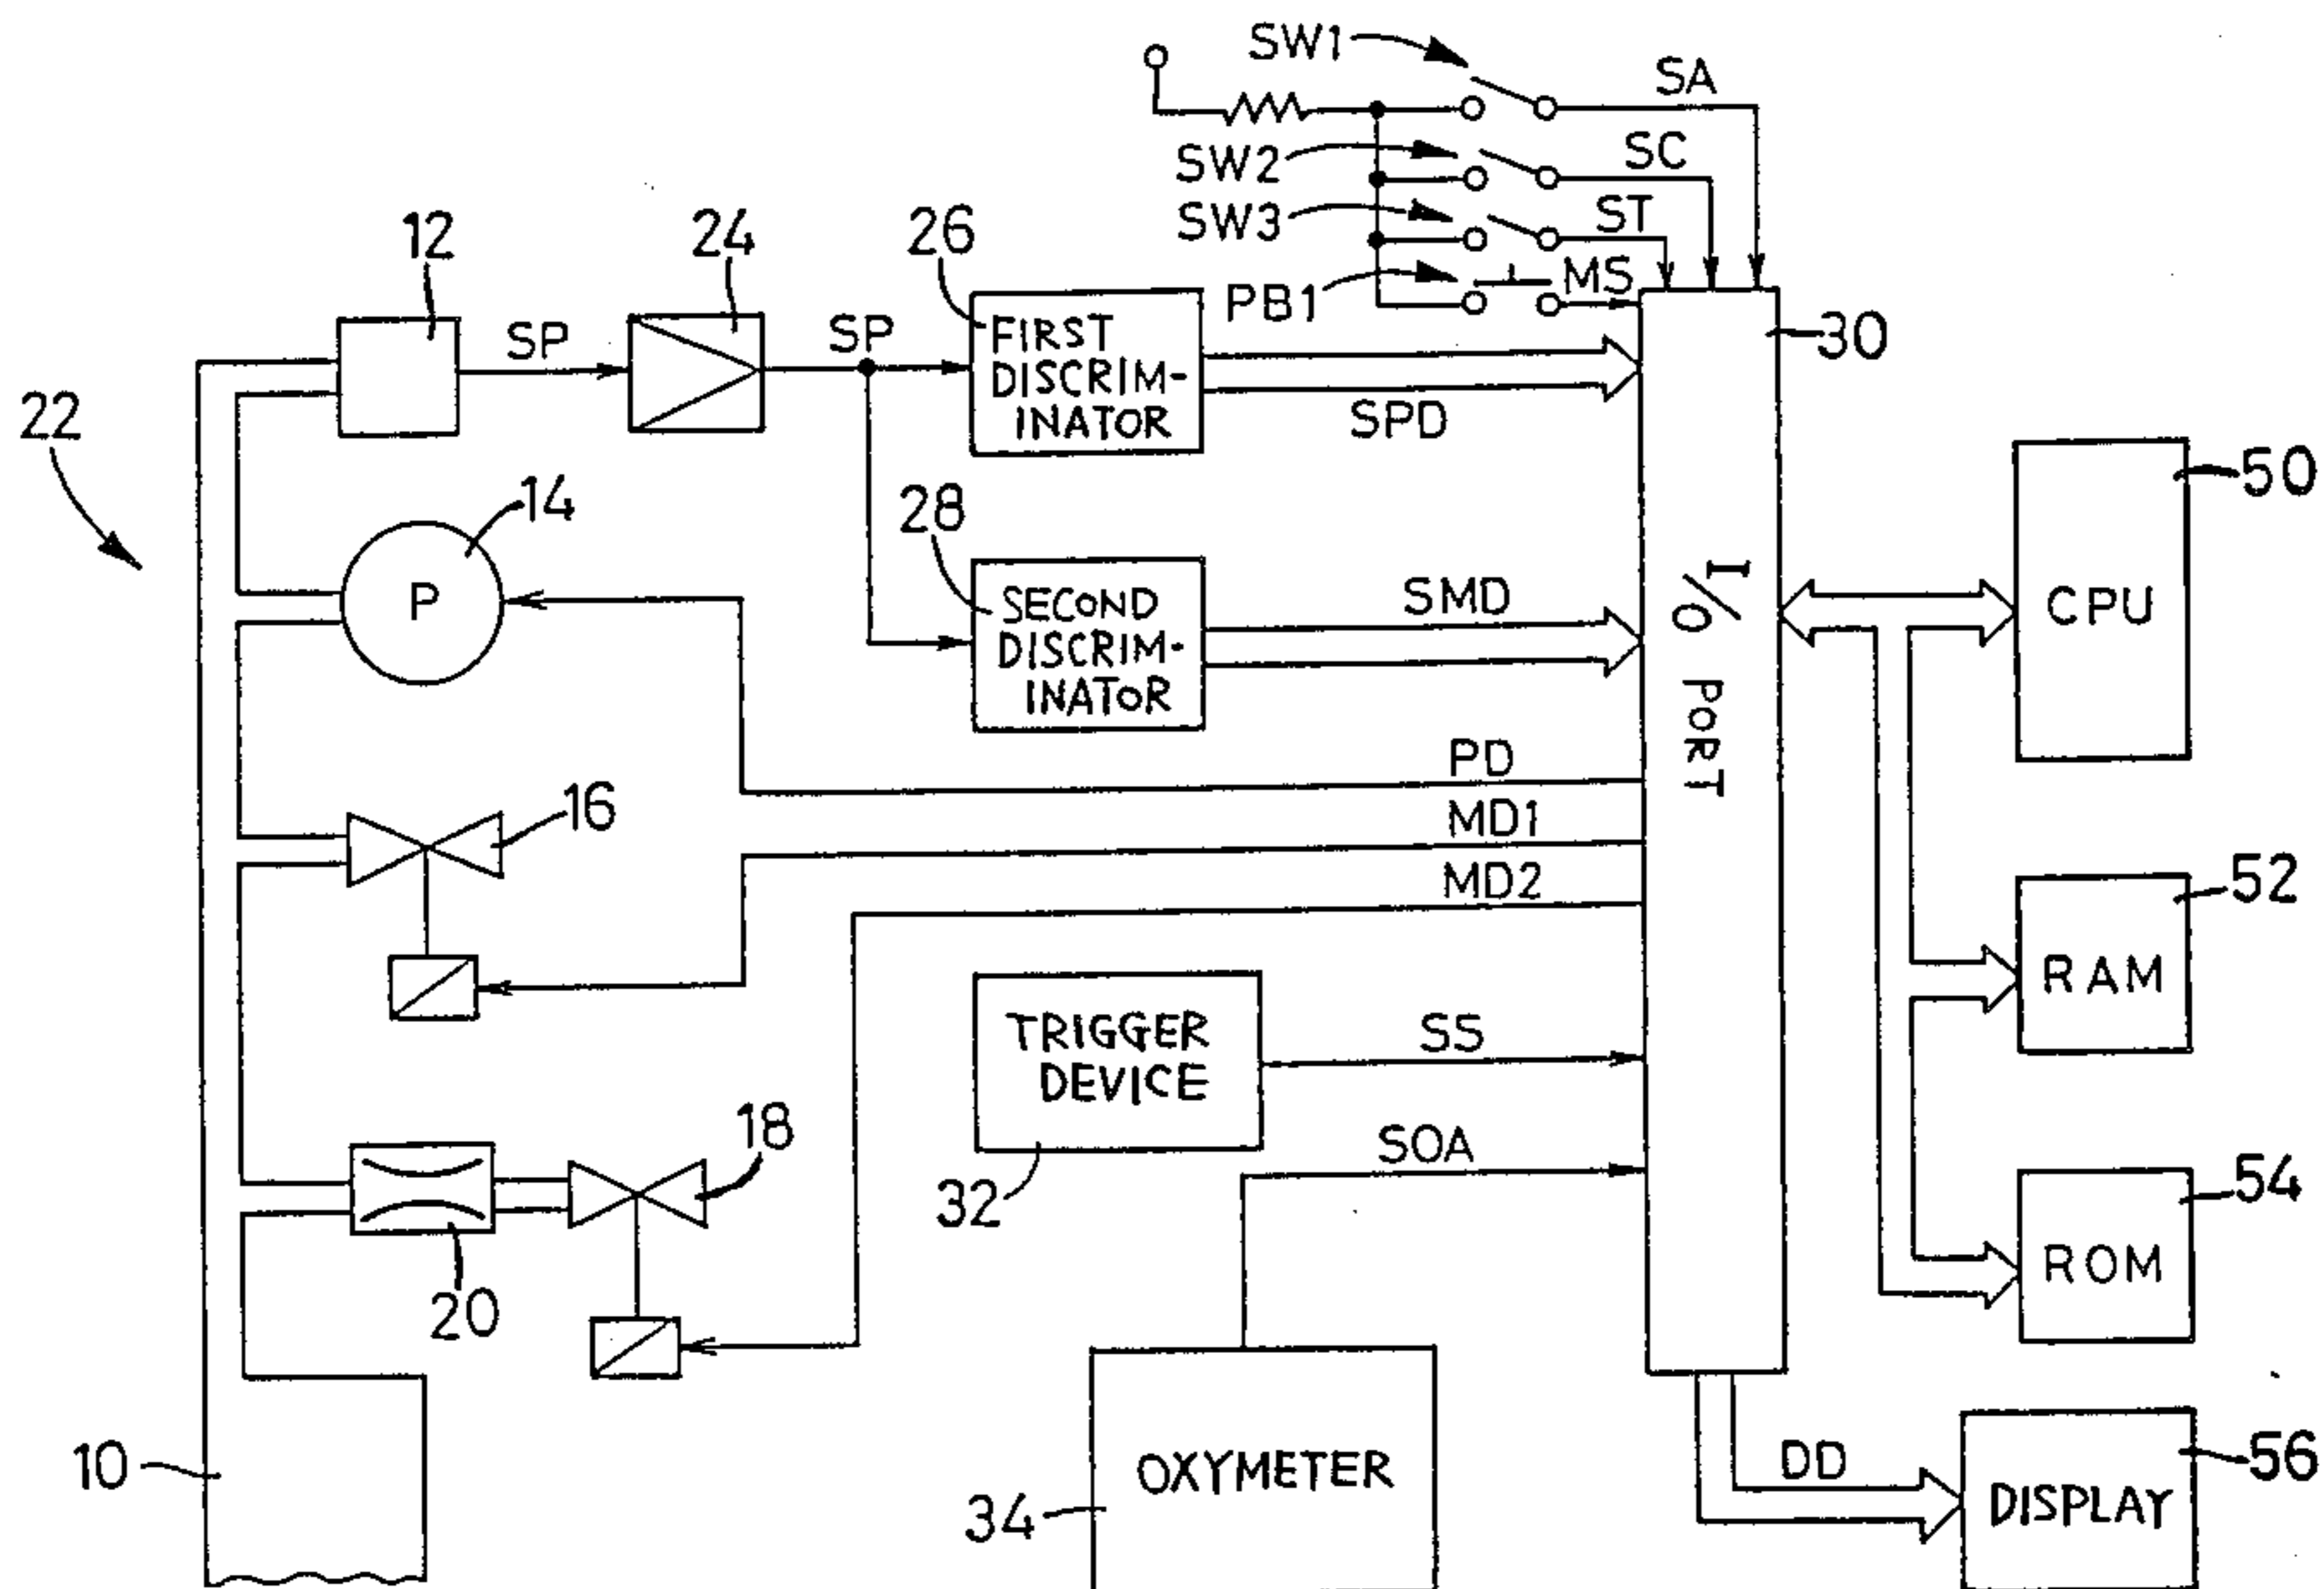 SW1
SA
SW2
SC
SW3
ST
PB1
MS
12
24
26
30
SP
SP
FIRST
DISCRIM-
INATOR
SPD
22
50
14
28
P
SECOND
DISCRIM-
INATOR
SMD
I/O PORT
CPU
PD
16
MD1
MD2
52
RAM
TRIGGER
DEVICE
SS
18
32
SOA
54
ROM
20
10
OXYMETER
34
DD
56
DISPLAY